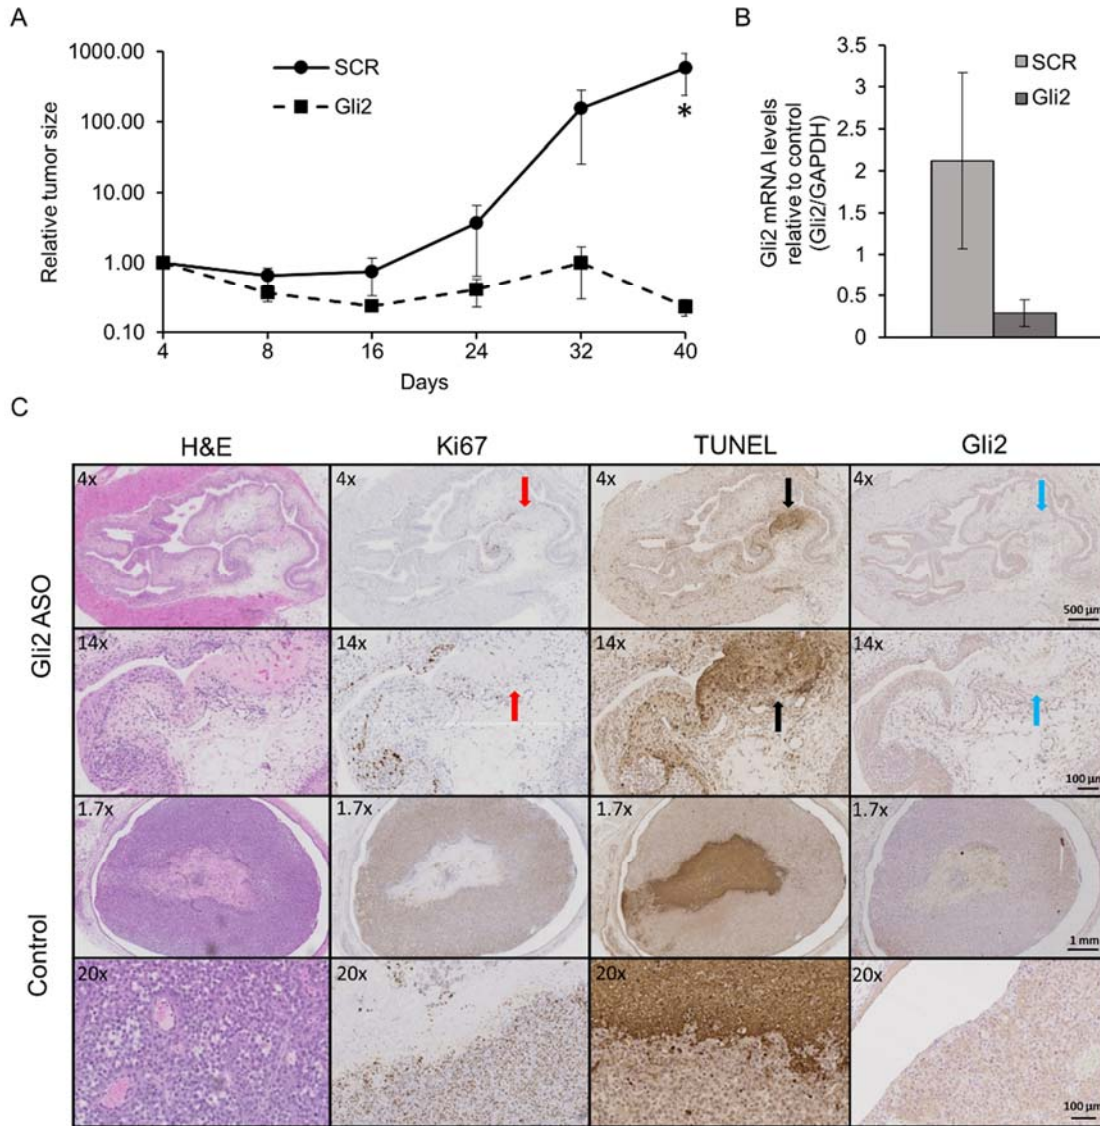 A
1000.00
100.00
10.00
1.00
0.10
Relative tumor size
SCR
Gli2
*
4 8 16 24 32 40
Days
B
3.5
3
2.5
2
1.5
1
0.5
0
Gli2 mRNA levels
relative to control
(Gli2/GAPDH)
SCR
Gli2
C
H&E Ki67 TUNEL Gli2
Gli2 ASO
4x 4x 4x 4x
500 µm
14x 14x 14x 14x
100 µm
Control
1.7x 1.7x 1.7x 1.7x
1 mm
20x 20x 20x 20x
100 µm